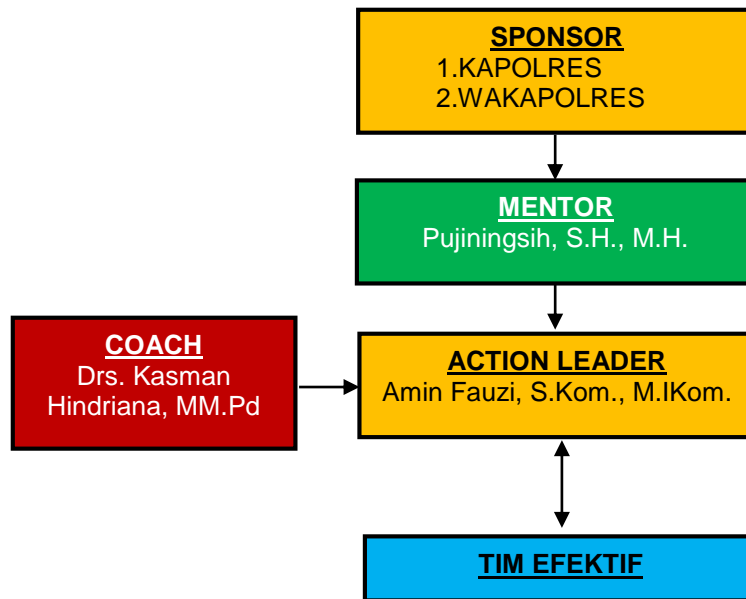 SPONSOR
1.KAPOLRES
2.WAKAPOLRES
MENTOR
Pujiningsih, S.H., M.H.
COACH
Drs. Kasman
Hindriana, MM.Pd
ACTION LEADER
Amin Fauzi, S.Kom., M.IKom.
TIM EFEKTIF